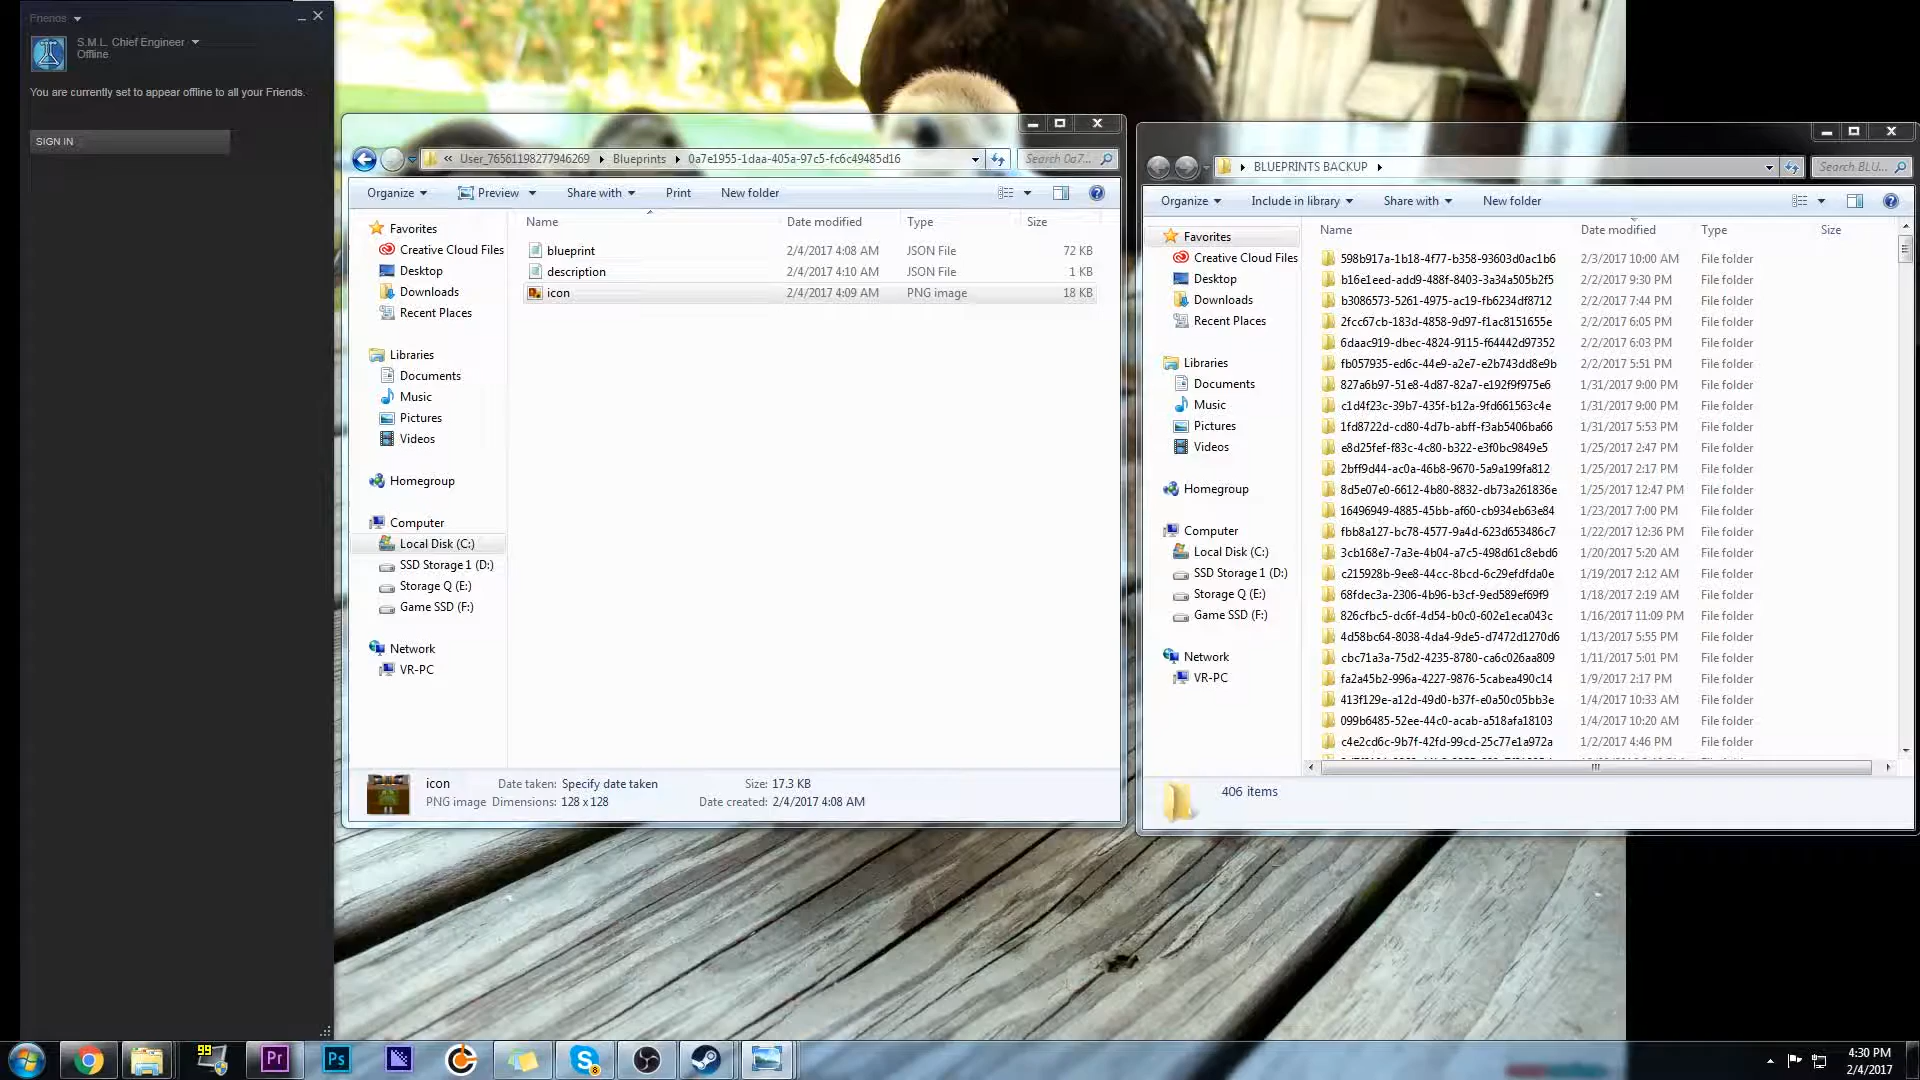 Friends
S.M.L. Chief Engineer
Offline
You are currently set to appear offline to all your Friends.
SIGN IN
« User_76561198277946269 Blueprints 0a7e1955-1daa-405a-97c5-fc6c49485d16
Search 0a7...
Organize Preview Share with Print New folder
Name Date modified Type Size
blueprint 2/4/2017 4:08 AM JSON File 72 KB
description 2/4/2017 4:10 AM JSON File 1 KB
icon 2/4/2017 4:09 AM PNG image 18 KB
Favorites
Creative Cloud Files
Desktop
Downloads
Recent Places
Libraries
Documents
Music
Pictures
Videos
Homegroup
Computer
Local Disk (C:)
SSD Storage 1 (D:)
Storage Q (E:)
Game SSD (F:)
Network
VR-PC
icon Date taken: Specify date taken Size: 17.3 KB
PNG image Dimensions: 128 x 128 Date created: 2/4/2017 4:08 AM
BLUEPRINTS BACKUP
Search BLU...
Organize Include in library Share with New folder
Favorites
Creative Cloud Files
Desktop
Downloads
Recent Places
Libraries
Documents
Music
Pictures
Videos
Homegroup
Computer
Local Disk (C:)
SSD Storage 1 (D:)
Storage Q (E:)
Game SSD (F:)
Network
VR-PC
Name Date modified Type Size
598b917a-1b18-4f77-b358-93603d0ac1b6 2/3/2017 10:00 AM File folder
b16e1eed-add9-488f-8403-3a34a505b2f5 2/2/2017 9:30 PM File folder
b3086573-5261-4975-ac19-fb6234df8712 2/2/2017 7:44 PM File folder
2fcc67cb-183d-4858-9d97-f1ac8151655e 2/2/2017 6:05 PM File folder
6daac919-dbec-4824-9115-f64442d97352 2/2/2017 6:03 PM File folder
fb057935-ed6c-44e9-a2e7-e2b743dd8e9b 2/2/2017 5:51 PM File folder
827a6b97-51e8-4d87-82a7-e192f9f975e6 1/31/2017 9:00 PM File folder
c1d4f23c-39b7-435f-b12a-9fd661563c4e 1/31/2017 9:00 PM File folder
1fd8722d-cd80-4d7b-abff-f3ab5406ba66 1/31/2017 5:53 PM File folder
e8d25fef-f83c-4c80-b322-e3f0bc9849e5 1/25/2017 2:47 PM File folder
2bff9d44-ac0a-46b8-9670-5a9a199fa812 1/25/2017 2:17 PM File folder
8d5e07e0-6612-4b80-8832-db73a261836e 1/25/2017 12:47 PM File folder
16496949-4885-45bb-af60-cb934eb63e84 1/23/2017 7:00 PM File folder
fbb8a127-bc78-4577-9a4d-623d653486c7 1/22/2017 12:36 PM File folder
3cb168e7-7a3e-4b04-a7c5-498d61c8ebd6 1/20/2017 5:20 AM File folder
c215928b-9ee8-44cc-8bcd-6c29efdfda0e 1/19/2017 2:12 AM File folder
68fdec3a-2306-4b96-b3cf-9ed589ef69f9 1/18/2017 2:19 AM File folder
826cfbc5-dc6f-4d54-b0c0-602e1eca043c 1/16/2017 11:09 PM File folder
4d58bc64-8038-4da4-9de5-d7472d1270d6 1/13/2017 5:55 PM File folder
cbc71a3a-75d2-4235-8780-ca6c026aa809 1/11/2017 5:01 PM File folder
fa2a45b2-996a-4227-9876-5cabea490c14 1/9/2017 2:17 PM File folder
413f129e-a12d-49d0-b37f-e0a50c05bb3e 1/4/2017 10:33 AM File folder
099b6485-52ee-44c0-acab-a518afa18103 1/4/2017 10:20 AM File folder
c4e2cd6c-9b7f-42fd-99cd-25c77e1a972a 1/2/2017 4:46 PM File folder
406 items
99
Pr
Ps
8
4:30 PM
2/4/2017